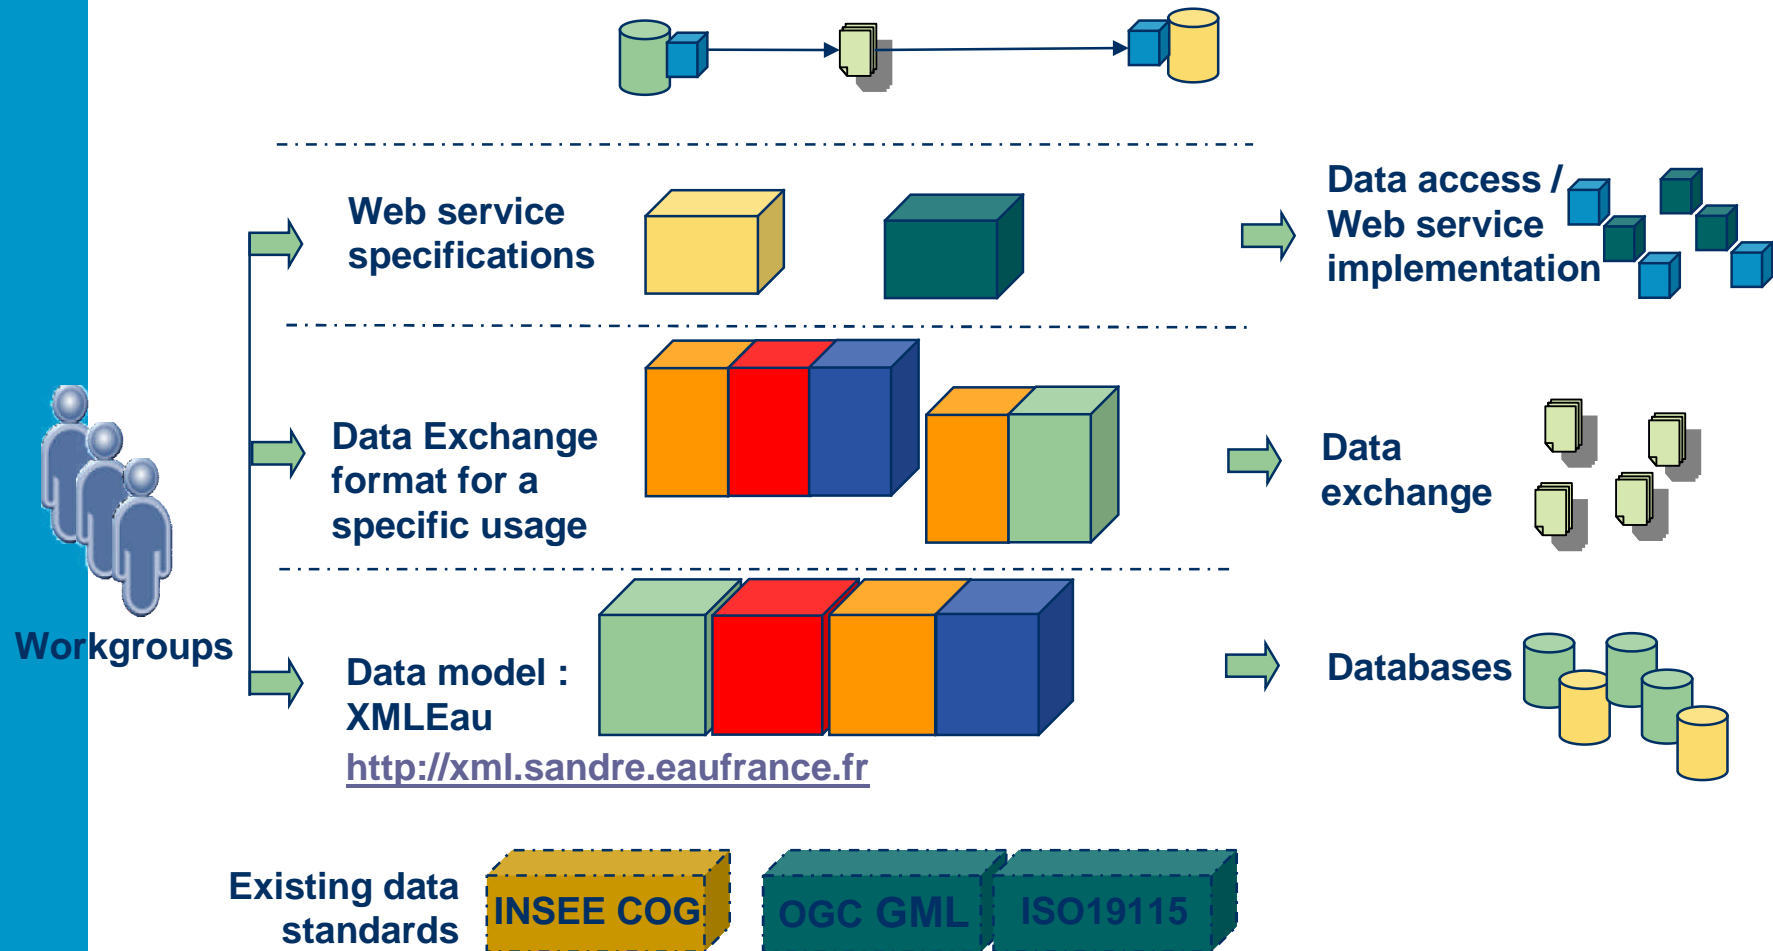 Web service
specifications
Data access /
Web service
implementation
Data Exchange
format for a
specific usage
Data
exchange
Workgroups
Data model :
XMLEau
http://xml.sandre.eaufrance.fr
Databases
Existing data
standards
INSEE COG
OGC GML
ISO19115